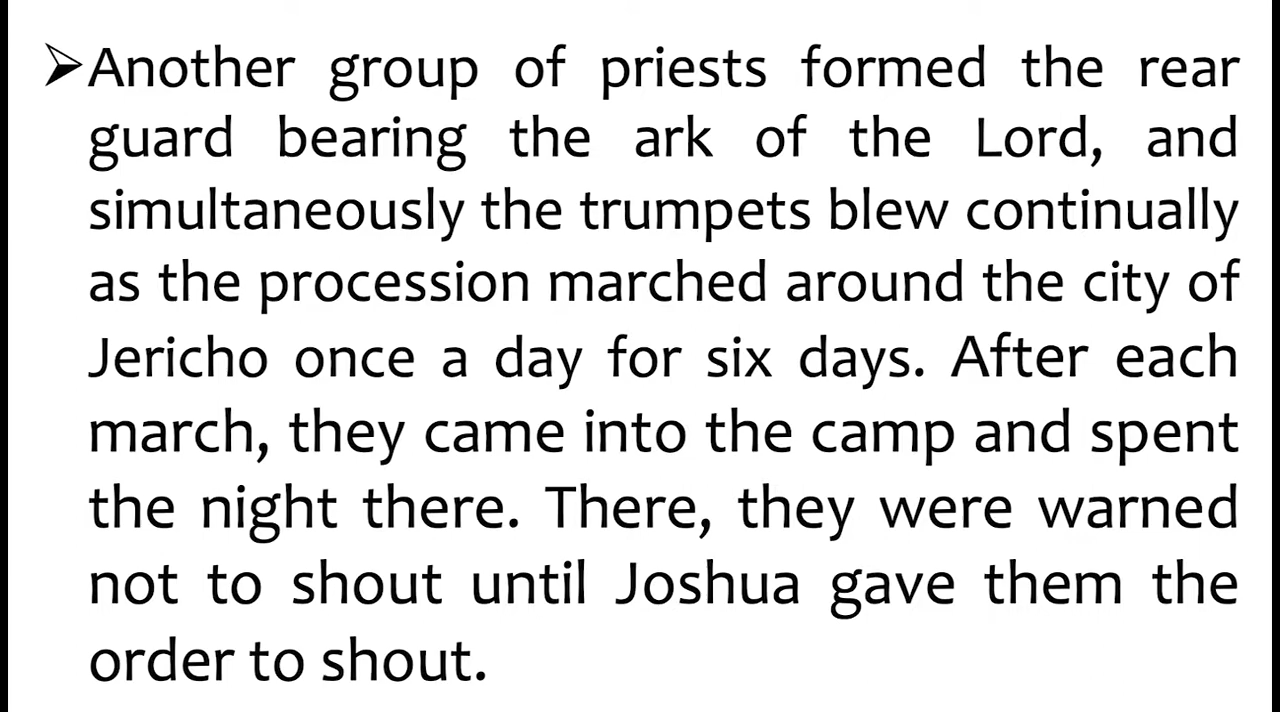 ➢Another group of priests formed the rear
guard bearing the ark of the Lord, and
simultaneously the trumpets blew continually
as the procession marched around the city of
Jericho once a day for six days. After each
march, they came into the camp and spent
the night there. There, they were warned
not to shout until Joshua gave them the
order to shout.